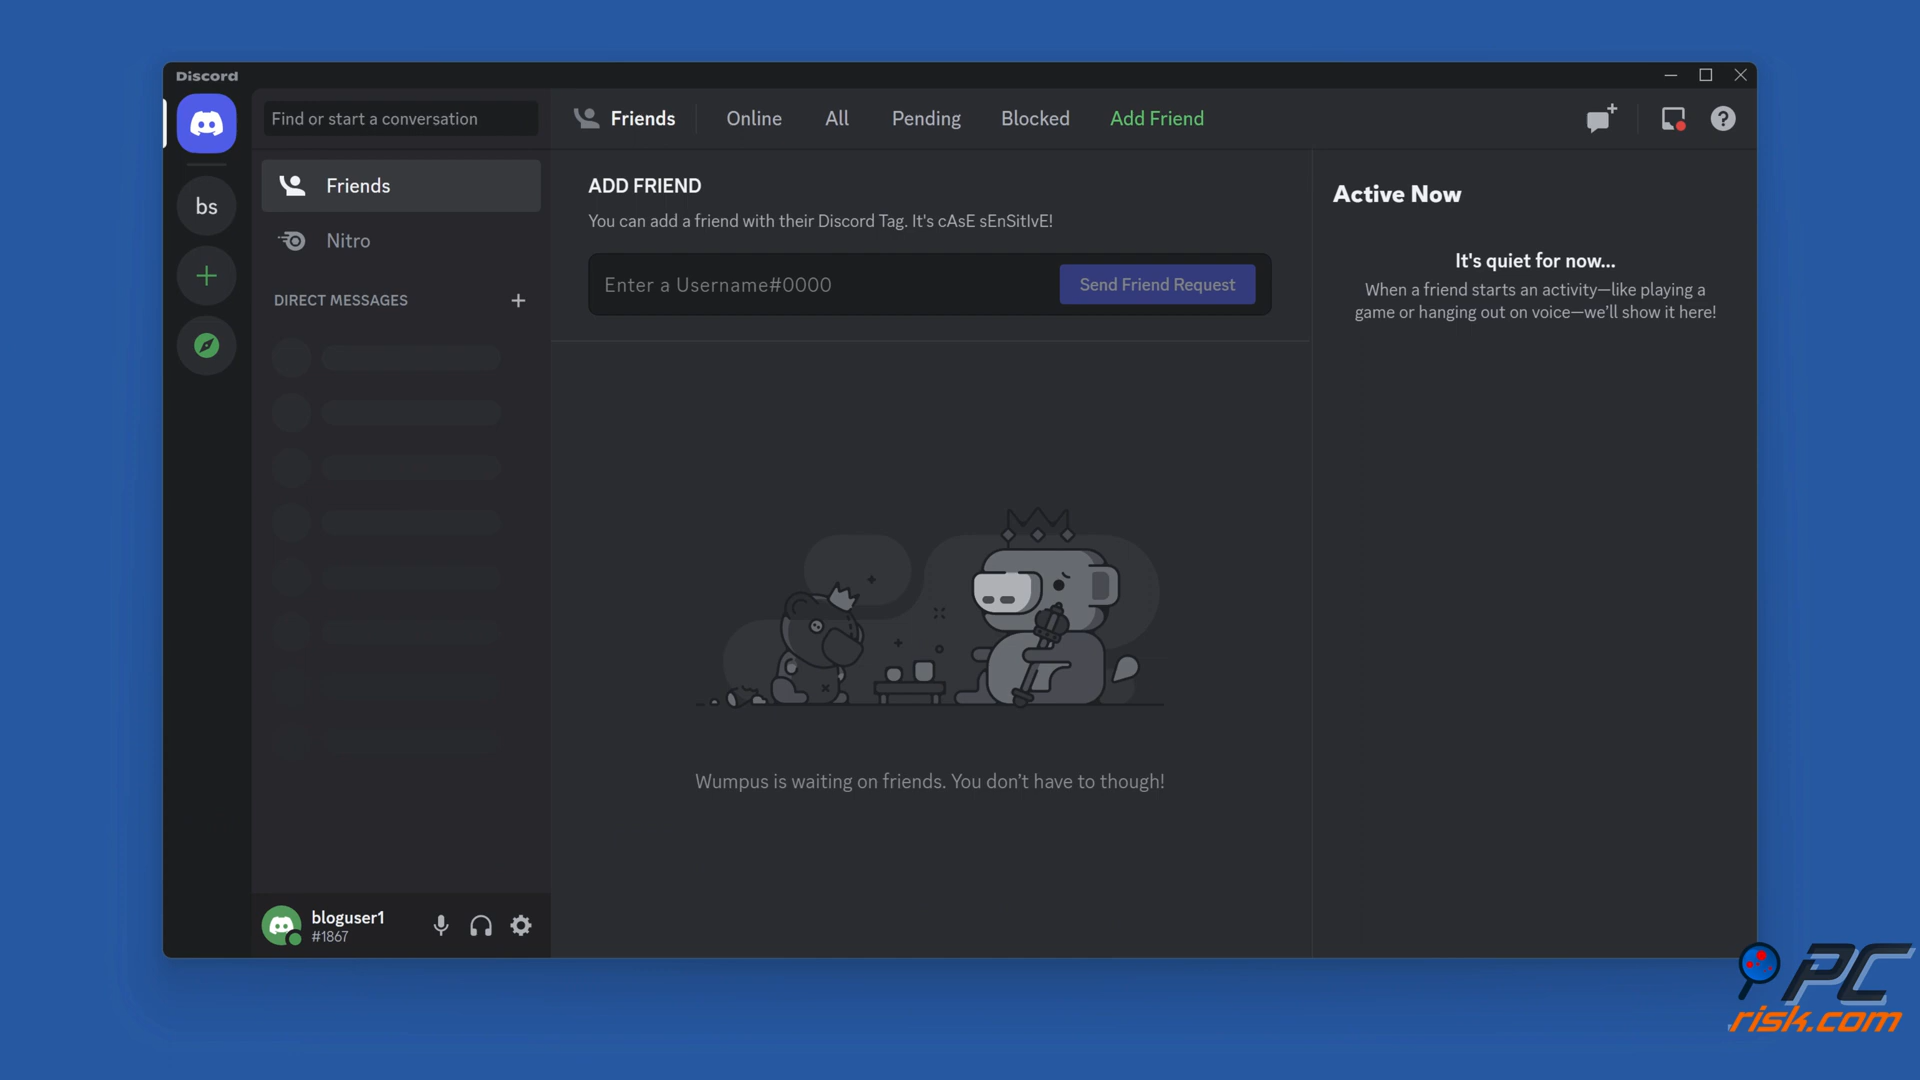 Discord
Find or start a conversation
Friends
Online
All
Pending
Blocked
Add Friend
bs
Friends
Nitro
DIRECT MESSAGES
ADD FRIEND
You can add a friend with their Discord Tag. It's cAsE sEnSitIvE!
Enter a Username#0000
Send Friend Request
Wumpus is waiting on friends. You don't have to though!
Active Now
It's quiet for now...
When a friend starts an activity—like playing a
game or hanging out on voice—we'll show it here!
bloguser1
#1867
PC
risk.com